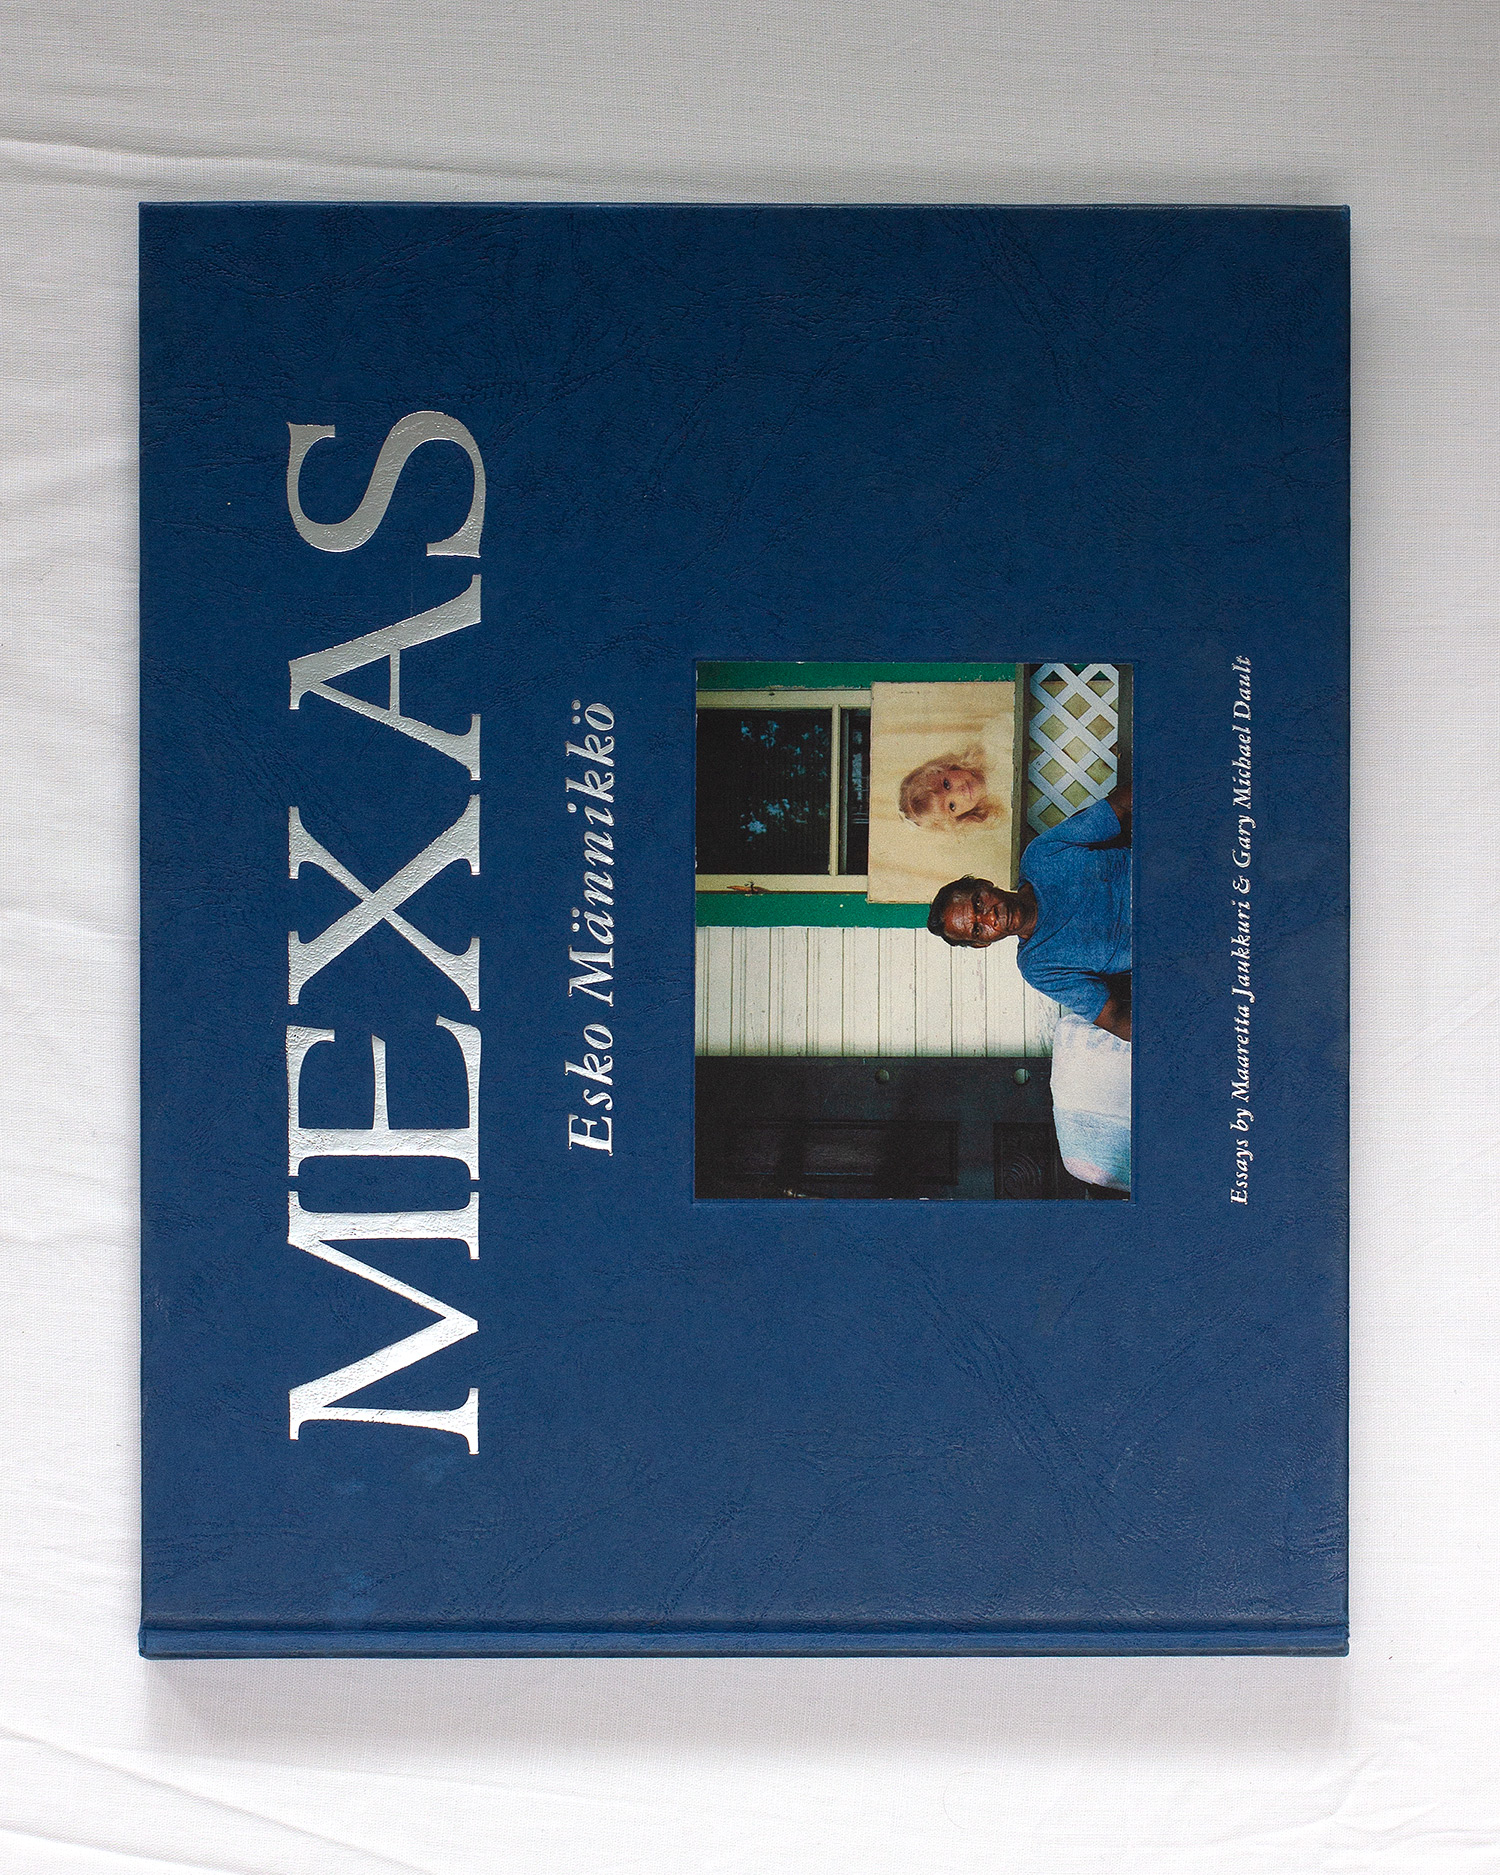 MEXAS
Esko Männikkö
Essays by Maaretta Jaukkuri & Gary Michael Dault